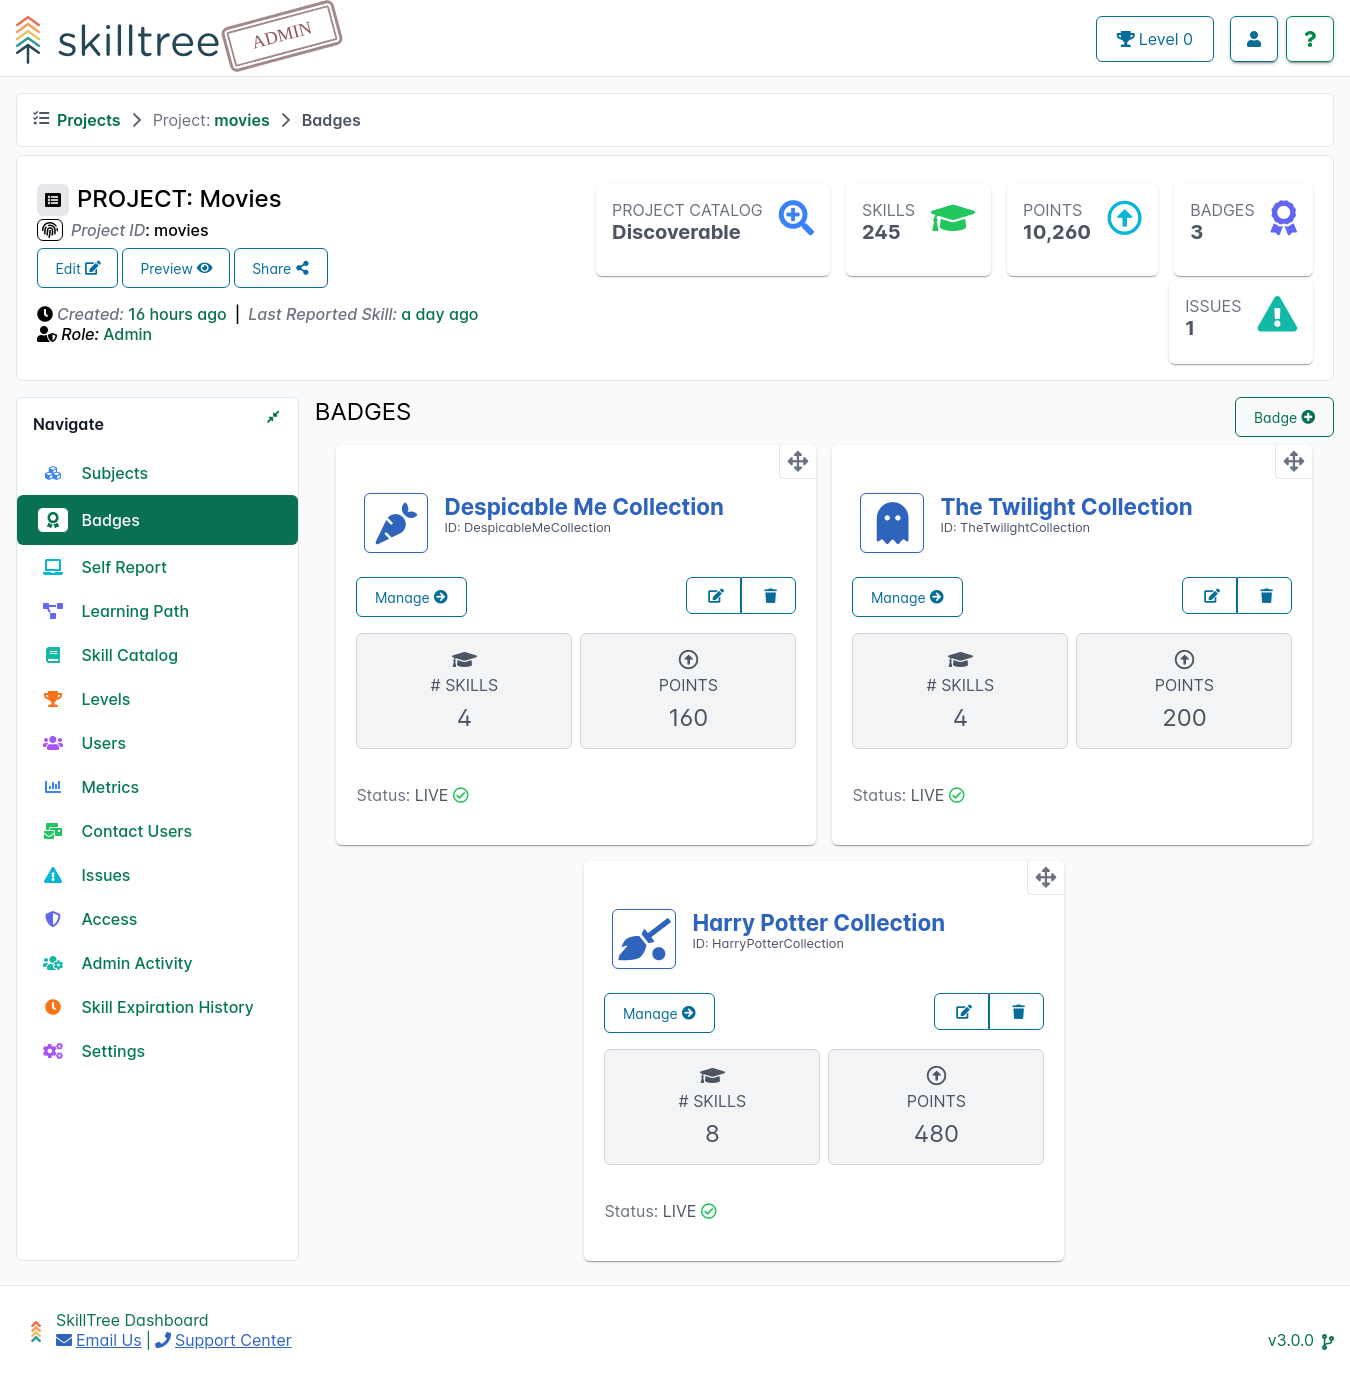 skilltree ADMIN
Level 0
Projects Project: movies Badges
PROJECT: Movies
Project ID: movies
Edit Preview Share
Created: 16 hours ago | Last Reported Skill: a day ago
Role: Admin
PROJECT CATALOG
Discoverable
SKILLS
245
POINTS
10,260
BADGES
3
ISSUES
1
Navigate
Subjects
Badges
Self Report
Learning Path
Skill Catalog
Levels
Users
Metrics
Contact Users
Issues
Access
Admin Activity
Skill Expiration History
Settings
BADGES
Badge
Despicable Me Collection
ID: DespicableMeCollection
Manage
# SKILLS
4
POINTS
160
Status: LIVE
The Twilight Collection
ID: TheTwilightCollection
Manage
# SKILLS
4
POINTS
200
Status: LIVE
Harry Potter Collection
ID: HarryPotterCollection
Manage
# SKILLS
8
POINTS
480
Status: LIVE
SkillTree Dashboard
Email Us | Support Center
v3.0.0